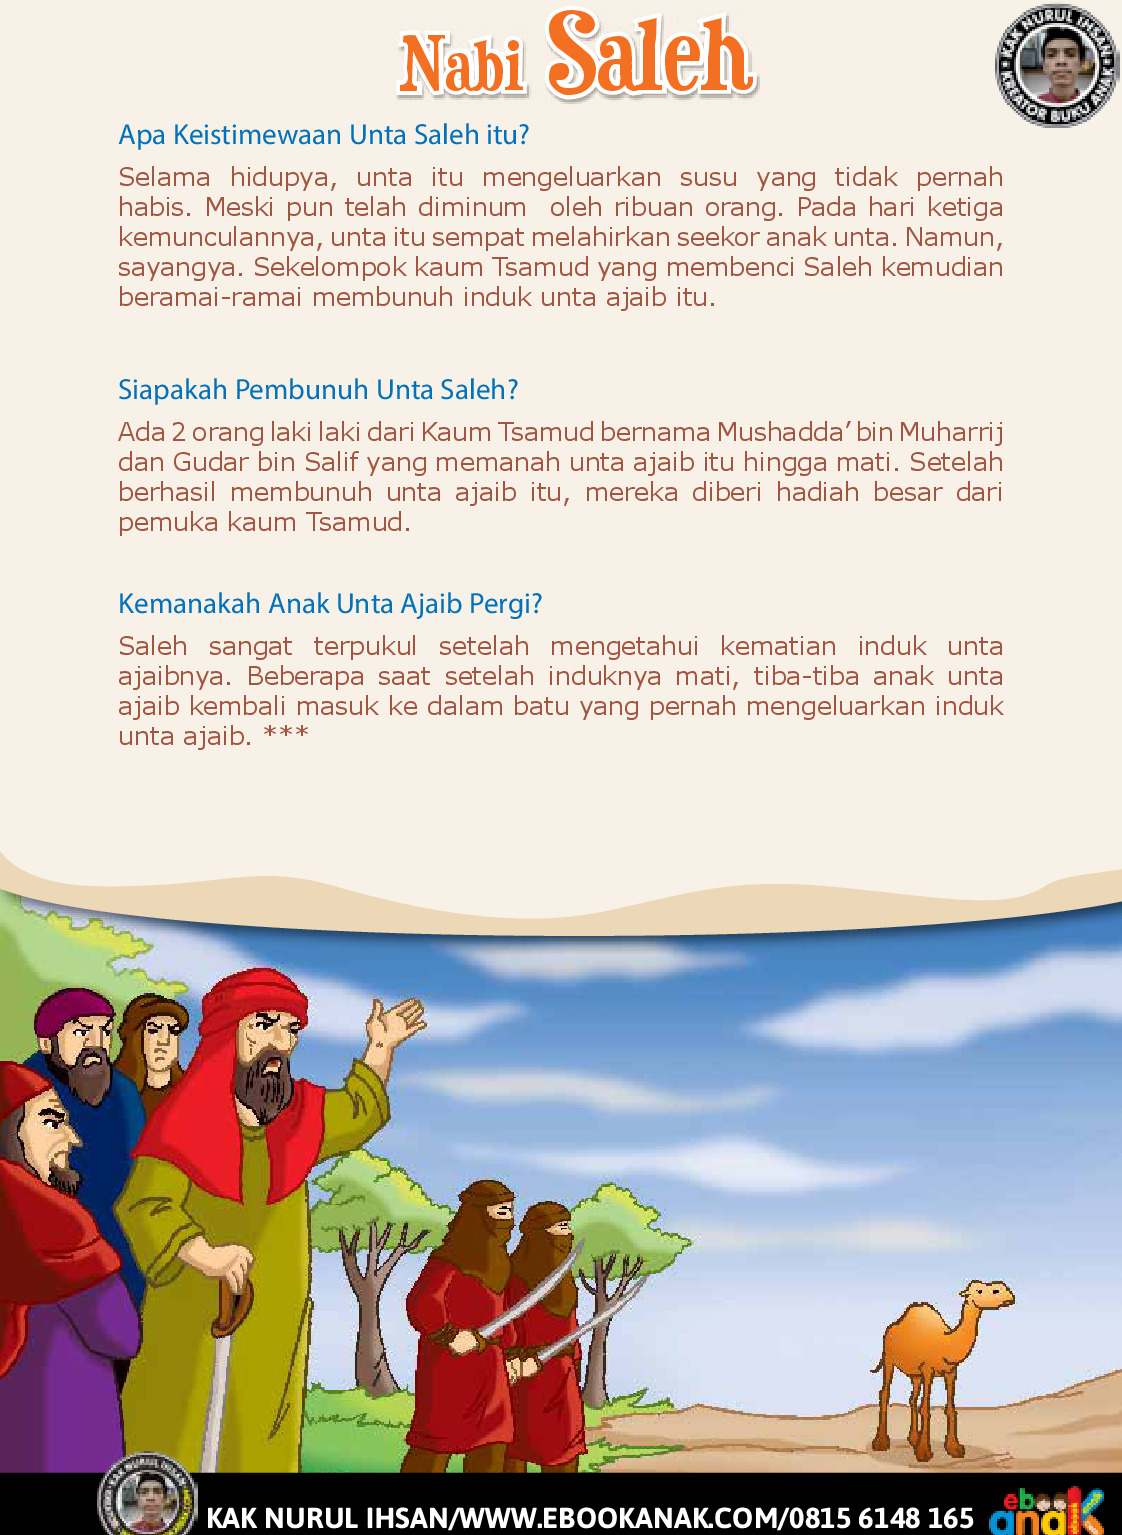 Nabi Saleh
KAK NURUL IHSAN
KREATOR BUKU ANAK
Apa Keistimewaan Unta Saleh itu?
Selama hidupya, unta itu mengeluarkan susu yang tidak pernah
habis. Meski pun telah diminum oleh ribuan orang. Pada hari ketiga
kemunculannya, unta itu sempat melahirkan seekor anak unta. Namun,
sayangya. Sekelompok kaum Tsamud yang membenci Saleh kemudian
beramai-ramai membunuh induk unta ajaib itu.
Siapakah Pembunuh Unta Saleh?
Ada 2 orang laki laki dari Kaum Tsamud bernama Mushadda’ bin Muharrij
dan Gudar bin Salif yang memanah unta ajaib itu hingga mati. Setelah
berhasil membunuh unta ajaib itu, mereka diberi hadiah besar dari
pemuka kaum Tsamud.
Kemanakah Anak Unta Ajaib Pergi?
Saleh sangat terpukul setelah mengetahui kematian induk unta
ajaibnya. Beberapa saat setelah induknya mati, tiba-tiba anak unta
ajaib kembali masuk ke dalam batu yang pernah mengeluarkan induk
unta ajaib. ***
KAK NURUL IHSAN
KAK NURUL IHSAN/WWW.EBOOKANAK.COM/0815 6148 165
ebook
anak